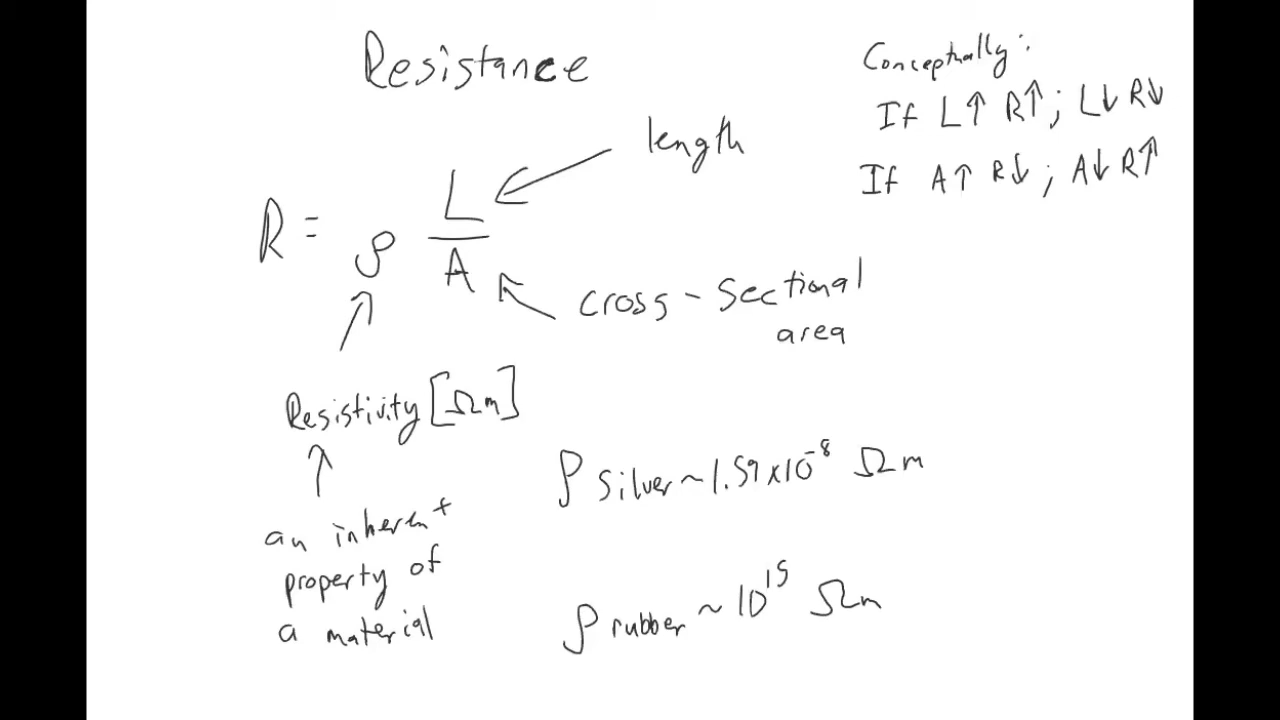 Resistance
Conceptually:
If L↑ R↑; L↓ R↓
If A↑ R↓; A↓ R↑
length
R = ρ L/A
cross-sectional
area
Resistivity [Ωm]
an inherent
property of
a material
ρ silver ~ 1.59x10⁻⁸ Ωm
ρ rubber ~ 10¹⁵ Ωm